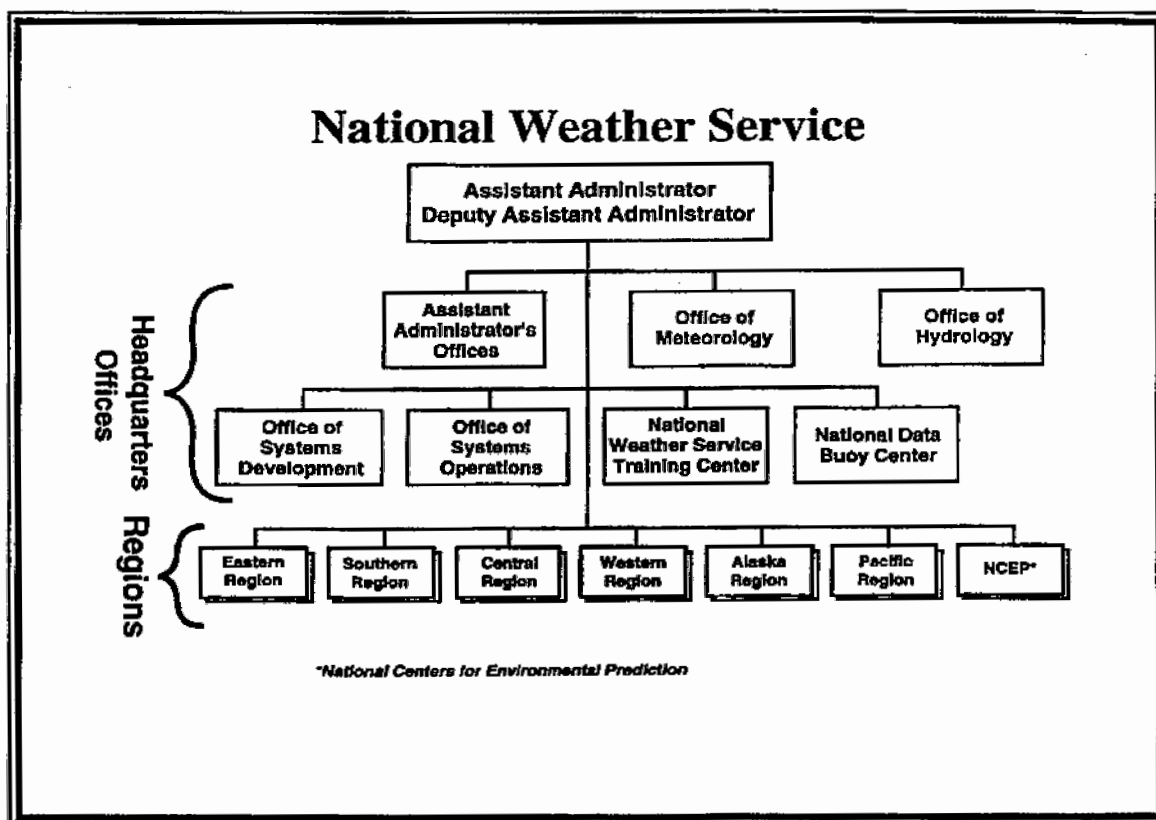 National Weather Service
Assistant Administrator
Deputy Assistant Administrator
Headquarters
Offices
Assistant
Administrator's
Offices
Office of
Meteorology
Office of
Hydrology
Office of
Systems
Development
Office of
Systems
Operations
National
Weather Service
Training Center
National Data
Buoy Center
Regions
Eastern
Region
Southern
Region
Central
Region
Western
Region
Alaska
Region
Pacific
Region
NCEP*
*National Centers for Environmental Prediction